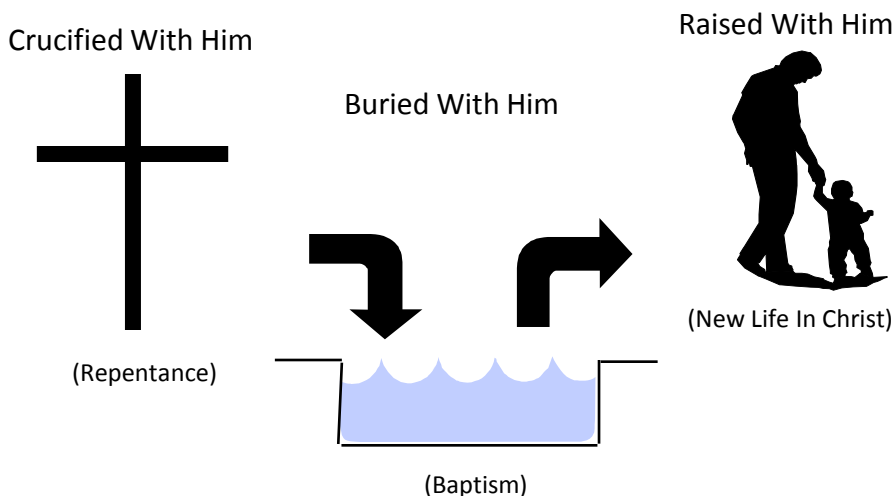 Crucified With Him
(Repentance)
Buried With Him
(Baptism)
Raised With Him
(New Life In Christ)